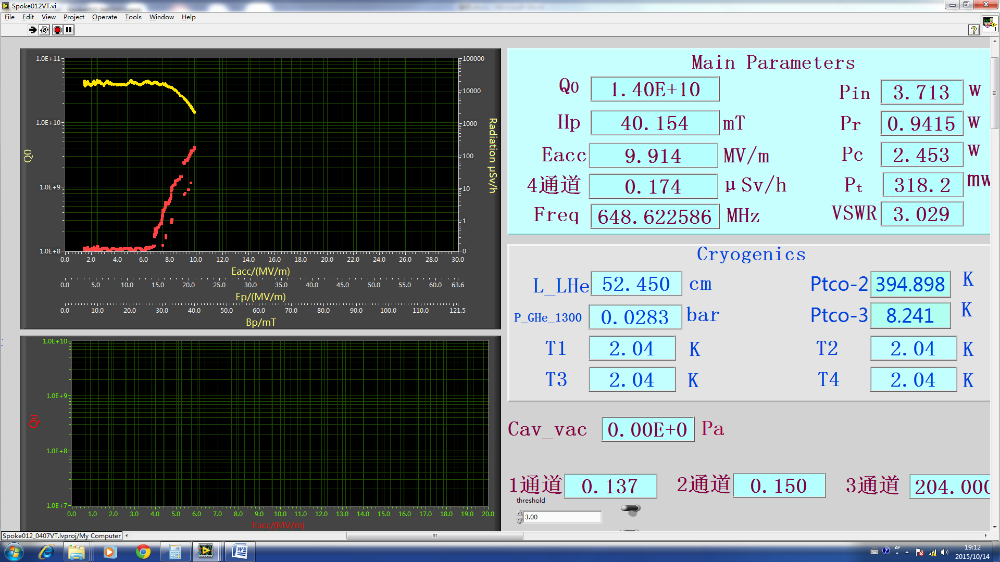 Spoke012VT.vi
File Edit View Project Operate Tools Window Help
1.0E+11
1.0E+10
1.0E+9
1.0E+8
Q0
100000
10000
1000
100
10
1
0
Radiation μSv/h
0.0 2.0 4.0 6.0 8.0 10.0 12.0 14.0 16.0 18.0 20.0 22.0 24.0 26.0 28.0 30.0
Eacc/(MV/m)
0.0 5.0 10.0 15.0 20.0 25.0 30.0 35.0 40.0 45.0 50.0 55.0 60.0 63.6
Ep/(MV/m)
0.0 10.0 20.0 30.0 40.0 50.0 60.0 70.0 80.0 90.0 100.0 110.0 121.5
Bp/mT
1.0E+10
1.0E+9
1.0E+8
1.0E+7
Q0
0.0 1.0 2.0 3.0 4.0 5.0 6.0 7.0 8.0 9.0 10.0 11.0 12.0 13.0 14.0 15.0 16.0 17.0 18.0 19.0 20.0
Eacc/(MV/m)
Main Parameters
Q0 1.40E+10 Pin 3.713 W
Hp 40.154 mT Pr 0.9415 W
Eacc 9.914 MV/m Pc 2.453 W
4通道 0.174 μSv/h Pt 318.2 mw
Freq 648.622586 MHz VSWR 3.029
Cryogenics
L_LHe 52.450 cm Ptco-2 394.898 K
P_GHe_1300 0.0283 bar Ptco-3 8.241 K
T1 2.04 K T2 2.04 K
T3 2.04 K T4 2.04 K
Cav_vac 0.00E+0 Pa
1通道 0.137 2通道 0.150 3通道 204.000
threshold
3.00
Spoke012_0407VT.lvproj/My Computer
19:12
2015/10/14